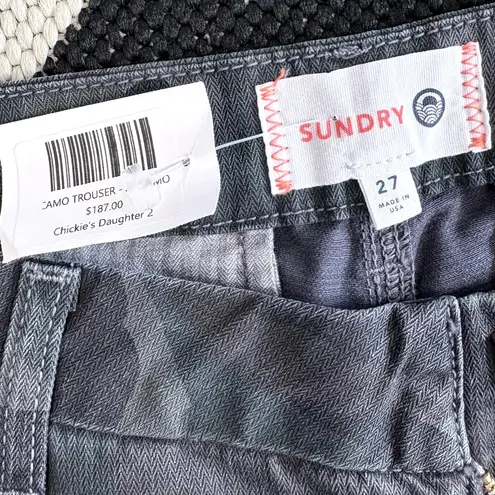 CAMO TROUSER -
$187.00
Chickie's Daughter 2
SUNDRY
27
MADE IN
USA